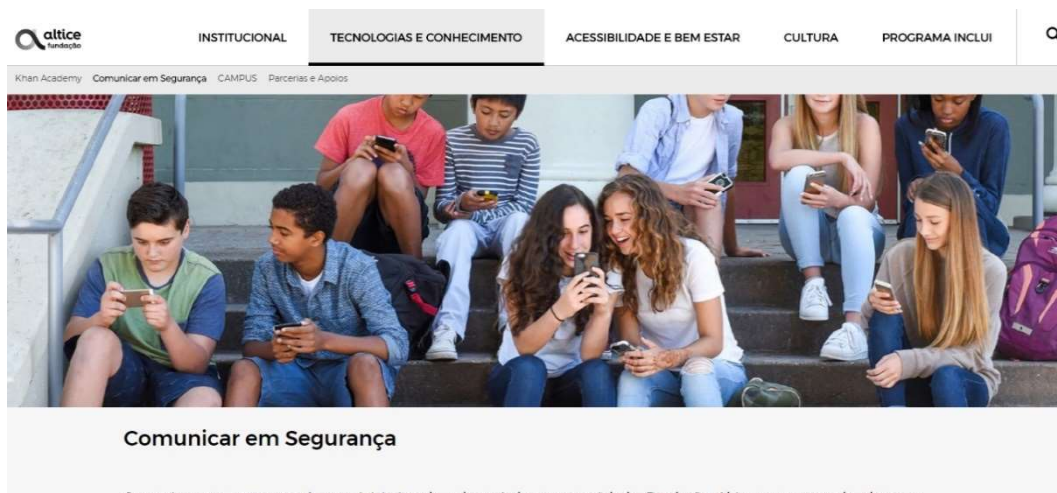 altice
fundação
INSTITUCIONAL
TECNOLOGIAS E CONHECIMENTO
ACESSIBILIDADE E BEM ESTAR
CULTURA
PROGRAMA INCLUI
Khan Academy Comunicar em Segurança CAMPUS Parcerias e Apoios
Comunicar em Segurança